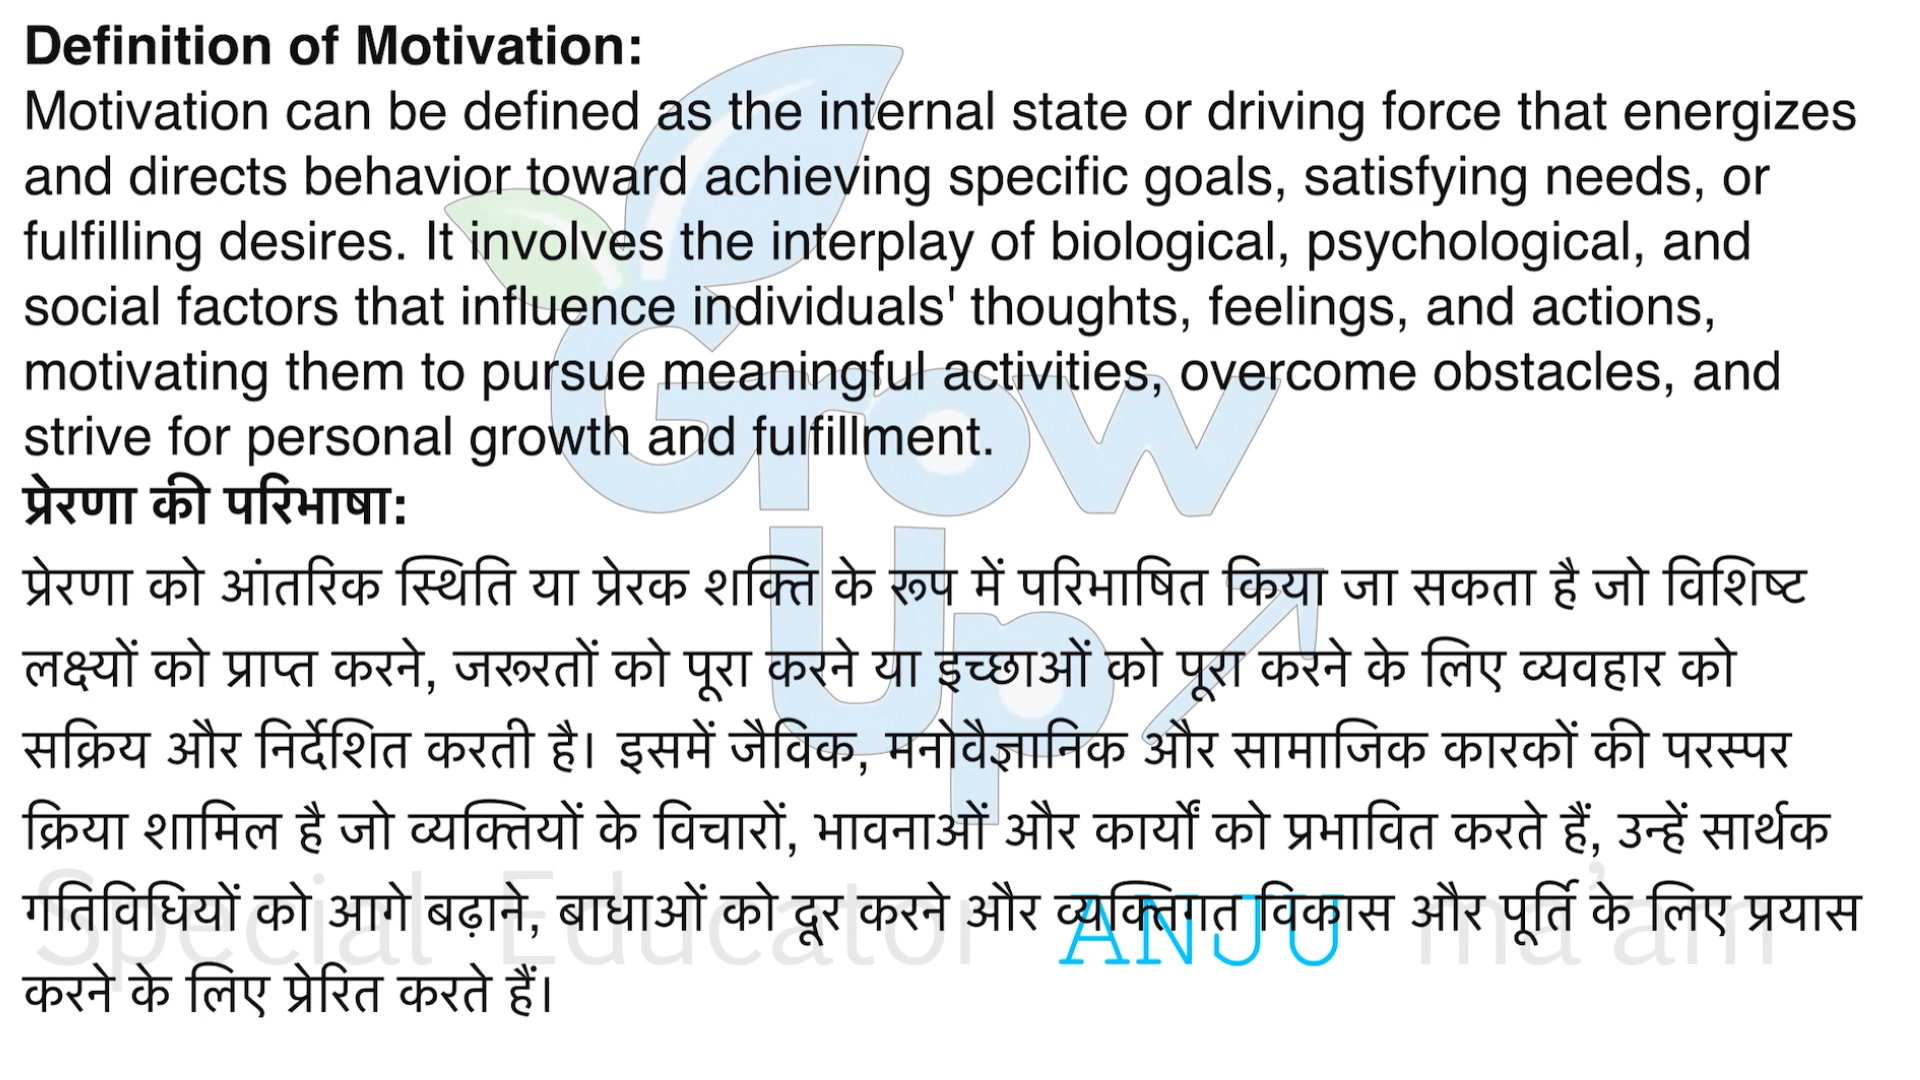 Definition of Motivation:
Motivation can be defined as the internal state or driving force that energizes
and directs behavior toward achieving specific goals, satisfying needs, or
fulfilling desires. It involves the interplay of biological, psychological, and
social factors that influence individuals' thoughts, feelings, and actions,
motivating them to pursue meaningful activities, overcome obstacles, and
strive for personal growth and fulfillment.
प्रेरणा की परिभाषा:
प्रेरणा को आंतरिक स्थिति या प्रेरक शक्ति के रूप में परिभाषित किया जा सकता है जो विशिष्ट
लक्ष्यों को प्राप्त करने, जरूरतों को पूरा करने या इच्छाओं को पूरा करने के लिए व्यवहार को
सक्रिय और निर्देशित करती है। इसमें जैविक, मनोवैज्ञानिक और सामाजिक कारकों की परस्पर
क्रिया शामिल है जो व्यक्तियों के विचारों, भावनाओं और कार्यों को प्रभावित करते हैं, उन्हें सार्थक
गतिविधियों को आगे बढ़ाने, बाधाओं को दूर करने और व्यक्तिगत विकास और पूर्ति के लिए प्रयास
करने के लिए प्रेरित करते हैं।
Grow
Up
Special Educator ANJU ma'am